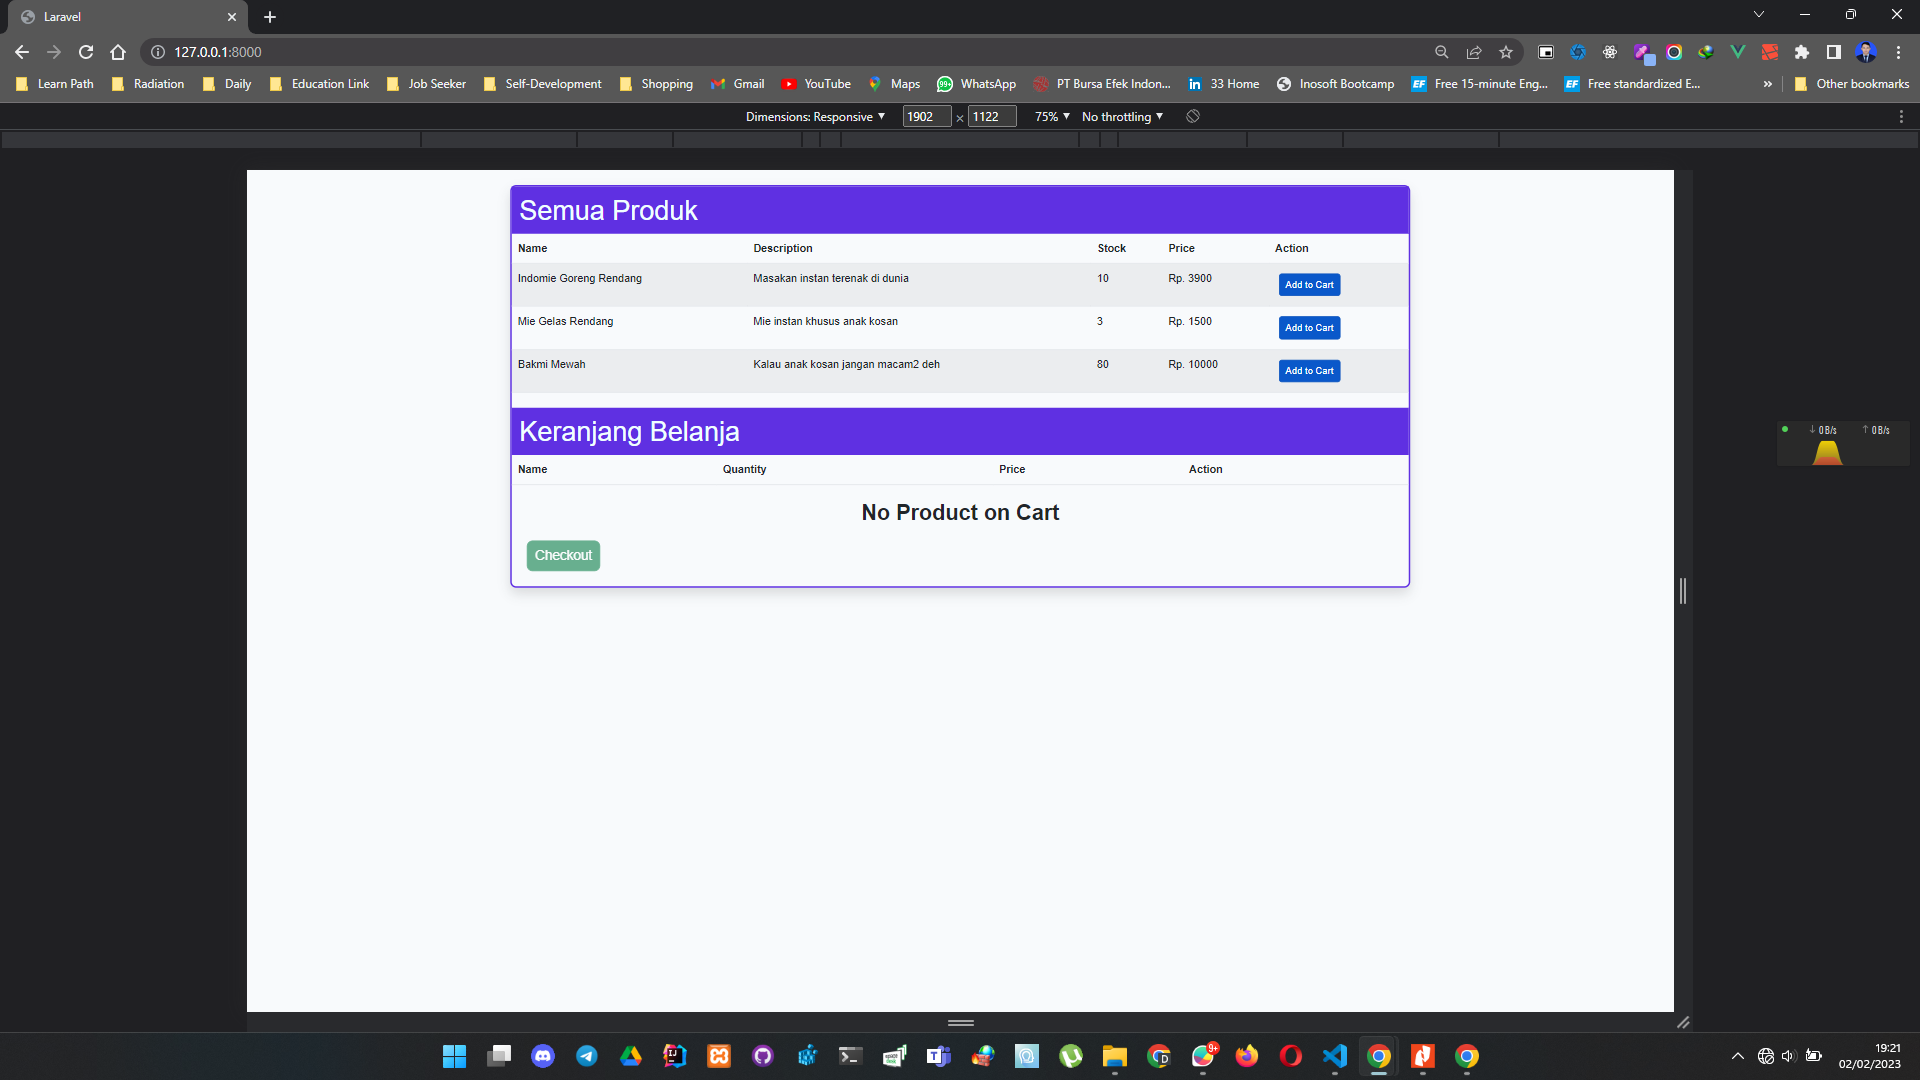 Laravel
127.0.0.1:8000
Learn Path Radiation Daily Education Link Job Seeker Self-Development Shopping Gmail YouTube Maps WhatsApp PT Bursa Efek Indon... 33 Home Inosoft Bootcamp Free 15-minute Eng... Free standardized E... » Other bookmarks
Dimensions: Responsive 1902 × 1122 75% No throttling
Semua Produk
Name Description Stock Price Action
Indomie Goreng Rendang Masakan instan terenak di dunia 10 Rp. 3900 Add to Cart
Mie Gelas Rendang Mie instan khusus anak kosan 3 Rp. 1500 Add to Cart
Bakmi Mewah Kalau anak kosan jangan macam2 deh 80 Rp. 10000 Add to Cart
Keranjang Belanja
↓ 0 B/s ↑ 0 B/s
Name Quantity Price Action
No Product on Cart
Checkout
19:21
02/02/2023